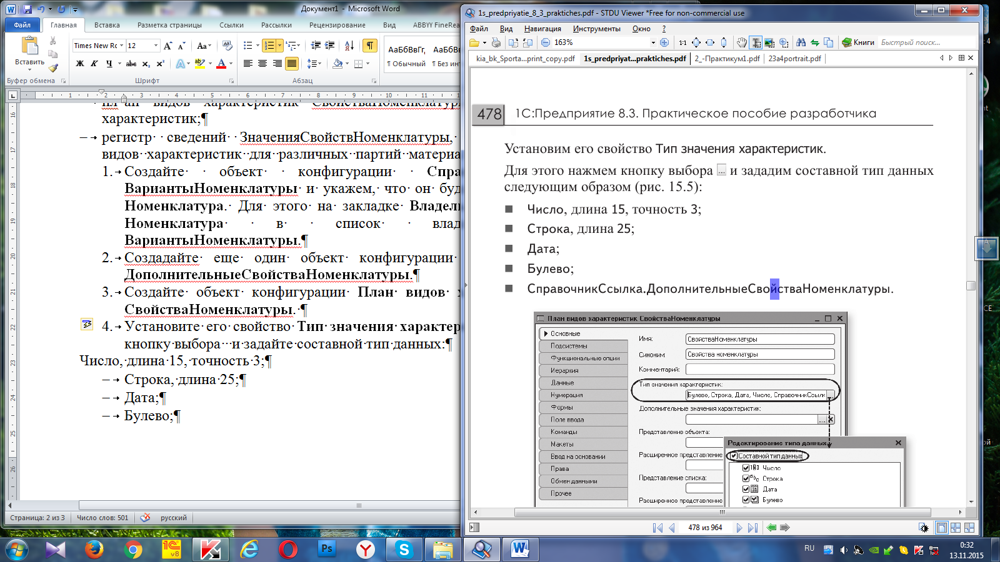 Документ1 - Microsoft Word
Файл Главная Вставка Разметка страницы Ссылки Рассылки Рецензирование Вид ABBYY FineRea
Вставить
Times New Ro 12 Aa
Ж К Ч abc x₂ x²
АаБбВвГг, АаБбВвГ
¶ Обычный ¶ Без инт
Буфер обмена Шрифт Абзац
характеристик;¶
– регистр сведений ЗначенияСвойствНоменклатуры,
видов характеристик для различных партий материа
1. Создайте объект конфигурации Спра
ВариантыНоменклатуры и укажем, что он буд
Номенклатура. Для этого на закладке Владел
Номенклатура в список влад
ВариантыНоменклатуры.¶
2. Создадайте еще один объект конфигурации
ДополнительныеСвойстваНоменклатуры.¶
3. Создайте объект конфигурации План видов х
СвойстваНоменклатуры. ¶
4. Установите его свойство Тип значения характер
кнопку выбора и задайте составной тип данных:¶
Число, длина 15, точность 3;¶
– Строка, длина 25;¶
– Дата;¶
– Булево;¶
Страница: 2 из 3 Число слов: 501 русский
1s_predpriyatie_8_3_praktiches.pdf - STDU Viewer *Free for non-commercial use
Файл Вид Навигация Инструменты Окно ?
163% 1:1 Книги Быстрый поиск...
kia_bk_Sporta...print_copy.pdf 1s_predpriyat...praktiches.pdf 2_-Практикум1.pdf 23a4portrait.pdf
478 1С:Предприятие 8.3. Практическое пособие разработчика
Установим его свойство Тип значения характеристик.
Для этого нажмем кнопку выбора ... и зададим составной тип данных
следующим образом (рис. 15.5):
■ Число, длина 15, точность 3;
■ Строка, длина 25;
■ Дата;
■ Булево;
■ СправочникСсылка.ДополнительныеСвойстваНоменклатуры.
План видов характеристик СвойстваНоменклатуры
Основные
Подсистемы
Функциональные опции
Иерархия
Данные
Нумерация
Формы
Поле ввода
Команды
Макеты
Ввод на основании
Права
Обмен данными
Прочее
Имя: СвойстваНоменклатуры
Синоним: Свойства номенклатуры
Комментарий:
Тип значения характеристик:
Булево, Строка, Дата, Число, СправочникСсылк ...
Дополнительные значения характеристик:
Представление объекта:
Расширенное представление
Представление списка:
Расширенное представление
Редактирование типа данных
Составной тип данных
Число
Строка
Дата
Булево
478 из 964
RU 0:32
13.11.2015